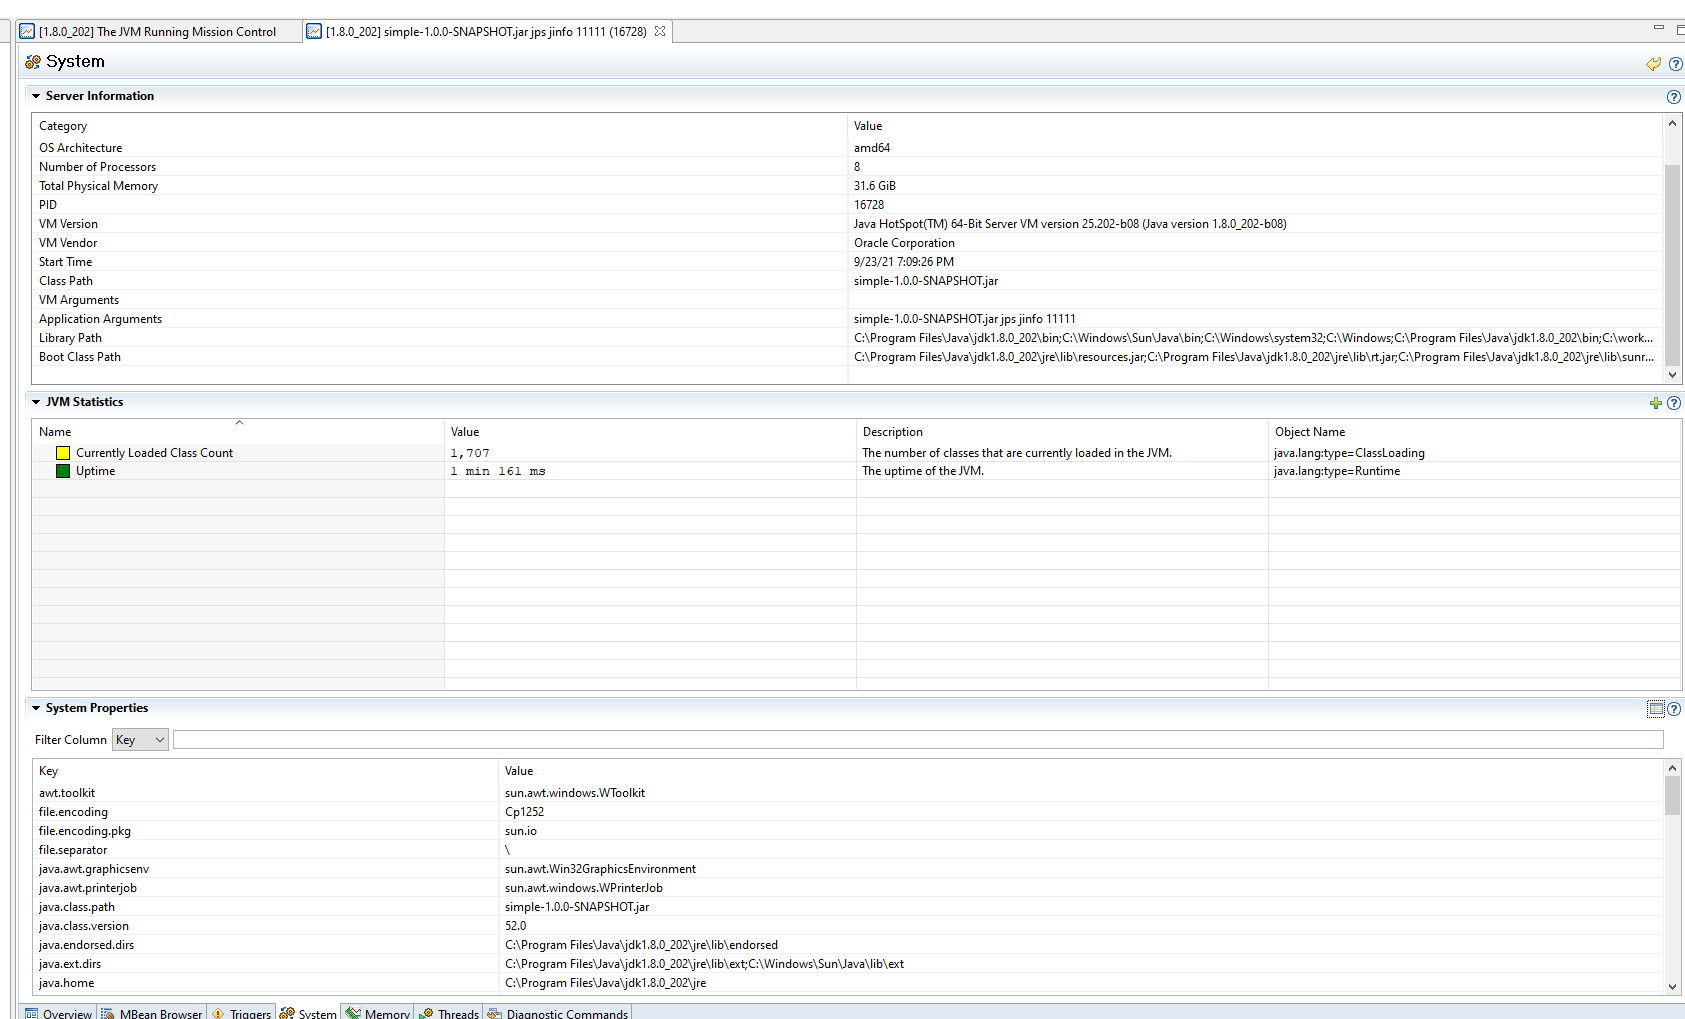 [1.8.0_202] The JVM Running Mission Control
[1.8.0_202] simple-1.0.0-SNAPSHOT.jar jps jinfo 11111 (16728)
System
Server Information
Category Value
OS Architecture amd64
Number of Processors 8
Total Physical Memory 31.6 GiB
PID 16728
VM Version Java HotSpot(TM) 64-Bit Server VM version 25.202-b08 (Java version 1.8.0_202-b08)
VM Vendor Oracle Corporation
Start Time 9/23/21 7:09:26 PM
Class Path simple-1.0.0-SNAPSHOT.jar
VM Arguments
Application Arguments simple-1.0.0-SNAPSHOT.jar jps jinfo 11111
Library Path C:\Program Files\Java\jdk1.8.0_202\bin;C:\Windows\Sun\Java\bin;C:\Windows\system32;C:\Windows;C:\Program Files\Java\jdk1.8.0_202\bin;C:\work...
Boot Class Path C:\Program Files\Java\jdk1.8.0_202\jre\lib\resources.jar;C:\Program Files\Java\jdk1.8.0_202\jre\lib\rt.jar;C:\Program Files\Java\jdk1.8.0_202\jre\lib\sunr...
JVM Statistics
Name Value Description Object Name
Currently Loaded Class Count 1,707 The number of classes that are currently loaded in the JVM. java.lang:type=ClassLoading
Uptime 1 min 161 ms The uptime of the JVM. java.lang:type=Runtime
System Properties
Filter Column Key
Key Value
awt.toolkit sun.awt.windows.WToolkit
file.encoding Cp1252
file.encoding.pkg sun.io
file.separator \
java.awt.graphicsenv sun.awt.Win32GraphicsEnvironment
java.awt.printerjob sun.awt.windows.WPrinterJob
java.class.path simple-1.0.0-SNAPSHOT.jar
java.class.version 52.0
java.endorsed.dirs C:\Program Files\Java\jdk1.8.0_202\jre\lib\endorsed
java.ext.dirs C:\Program Files\Java\jdk1.8.0_202\jre\lib\ext;C:\Windows\Sun\Java\lib\ext
java.home C:\Program Files\Java\jdk1.8.0_202\jre
Overview MBean Browser Triggers System Memory Threads Diagnostic Commands